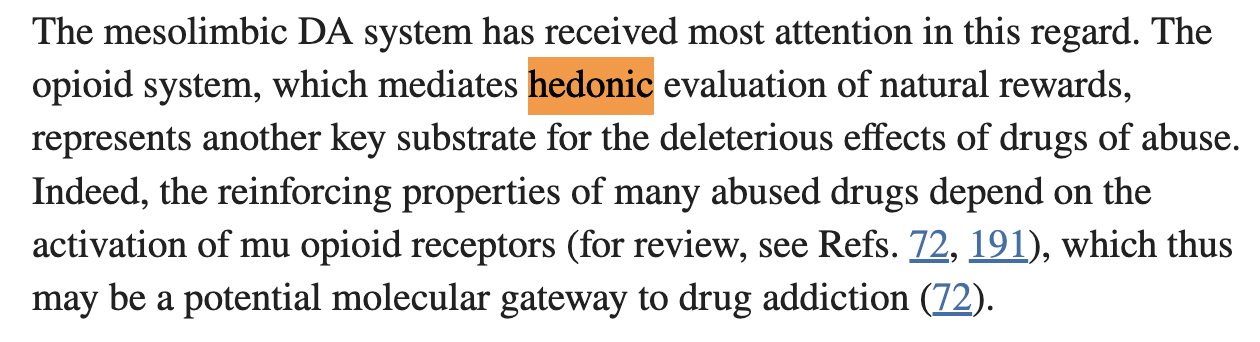 The mesolimbic DA system has received most attention in this regard. The
opioid system, which mediates hedonic evaluation of natural rewards,
represents another key substrate for the deleterious effects of drugs of abuse.
Indeed, the reinforcing properties of many abused drugs depend on the
activation of mu opioid receptors (for review, see Refs. 72, 191), which thus
may be a potential molecular gateway to drug addiction (72).